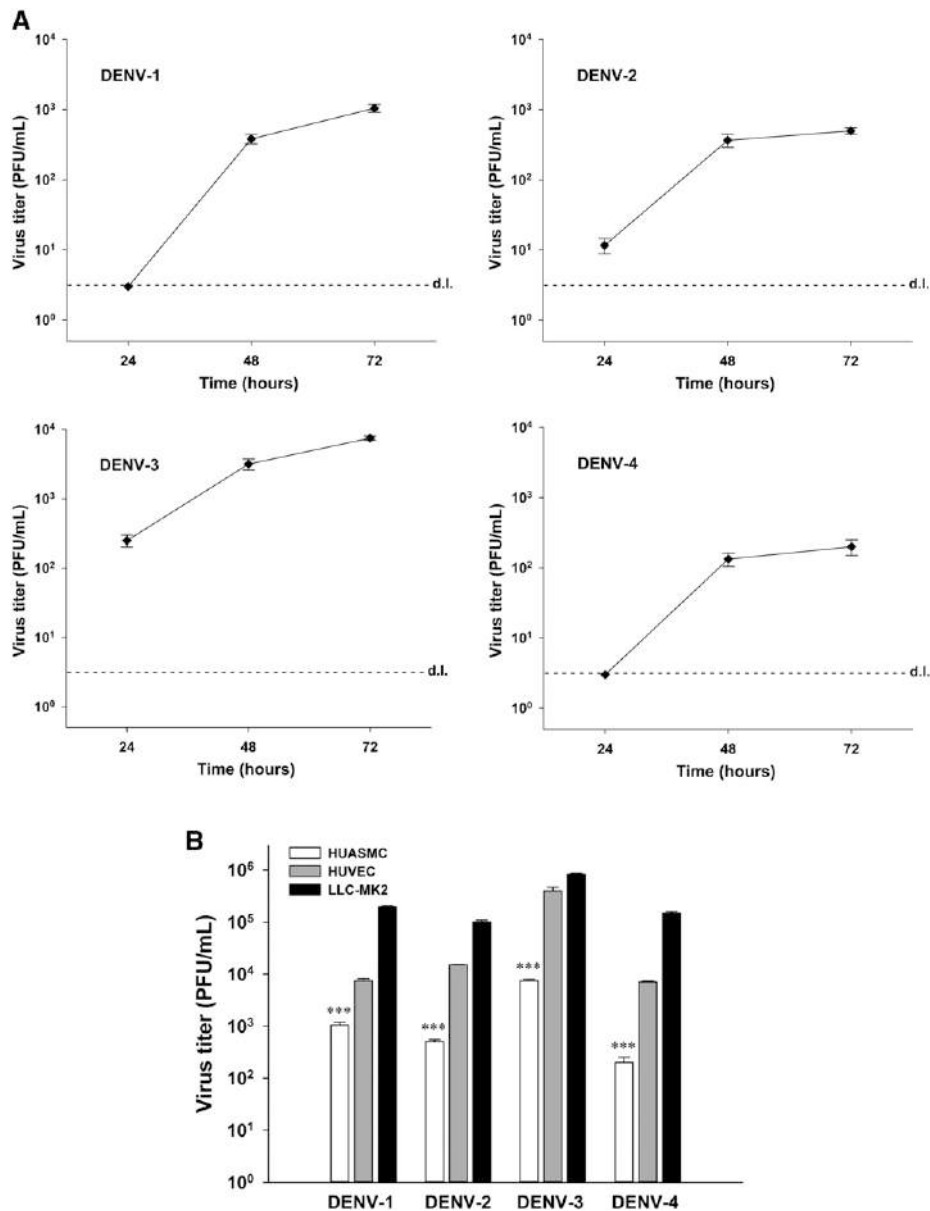 A
DENV-1
Virus titer (PFU/mL)
10⁴
10³
10²
10¹
10⁰
d.l.
24 48 72
Time (hours)
DENV-2
Virus titer (PFU/mL)
10⁴
10³
10²
10¹
10⁰
d.l.
24 48 72
Time (hours)
DENV-3
Virus titer (PFU/mL)
10⁴
10³
10²
10¹
10⁰
d.l.
24 48 72
Time (hours)
DENV-4
Virus titer (PFU/mL)
10⁴
10³
10²
10¹
10⁰
d.l.
24 48 72
Time (hours)
B
HUASMC
HUVEC
LLC-MK2
Virus titer (PFU/mL)
10⁶
10⁵
10⁴
10³
10²
10¹
10⁰
***
***
***
***
DENV-1 DENV-2 DENV-3 DENV-4